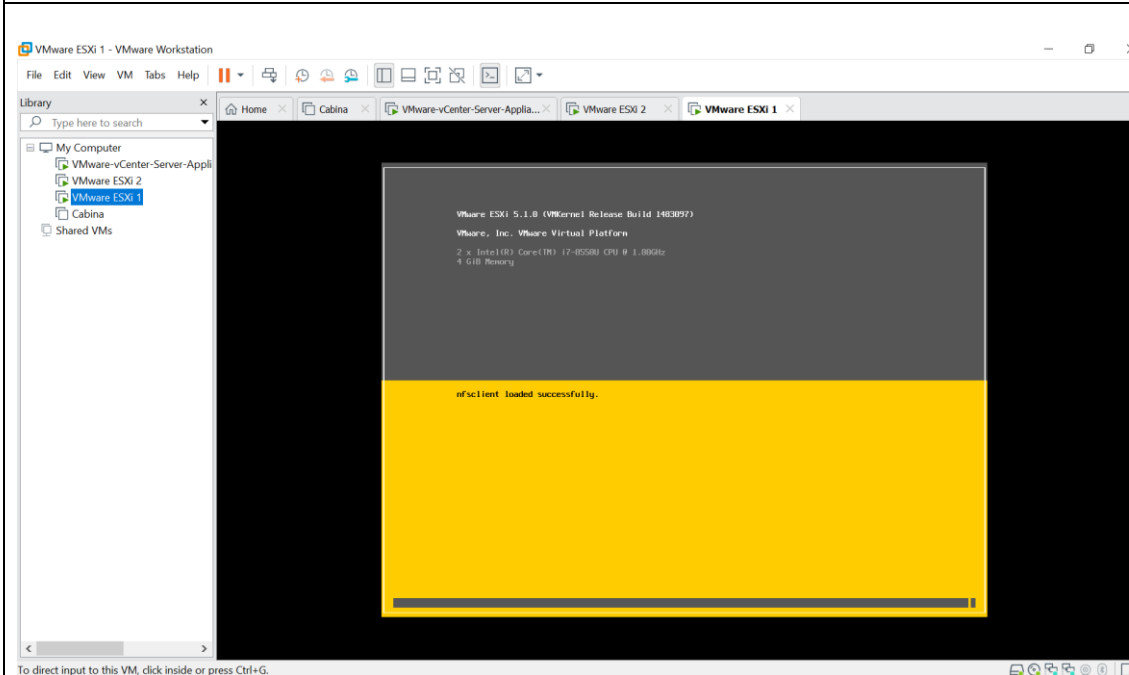 VMware ESXi 1 - VMware Workstation
File Edit View VM Tabs Help
Library
Type here to search
My Computer
VMware-vCenter-Server-Appli
VMware ESXi 2
VMware ESXi 1
Cabina
Shared VMs
Home
Cabina
VMware-vCenter-Server-Applia...
VMware ESXi 2
VMware ESXi 1
VMware ESXi 5.1.0 (VMKernel Release Build 1483097)
VMware, Inc. VMware Virtual Platform
2 x Intel(R) Core(TM) i7-8550U CPU @ 1.80GHz
4 GiB Memory
nfsclient loaded successfully.
To direct input to this VM, click inside or press Ctrl+G.